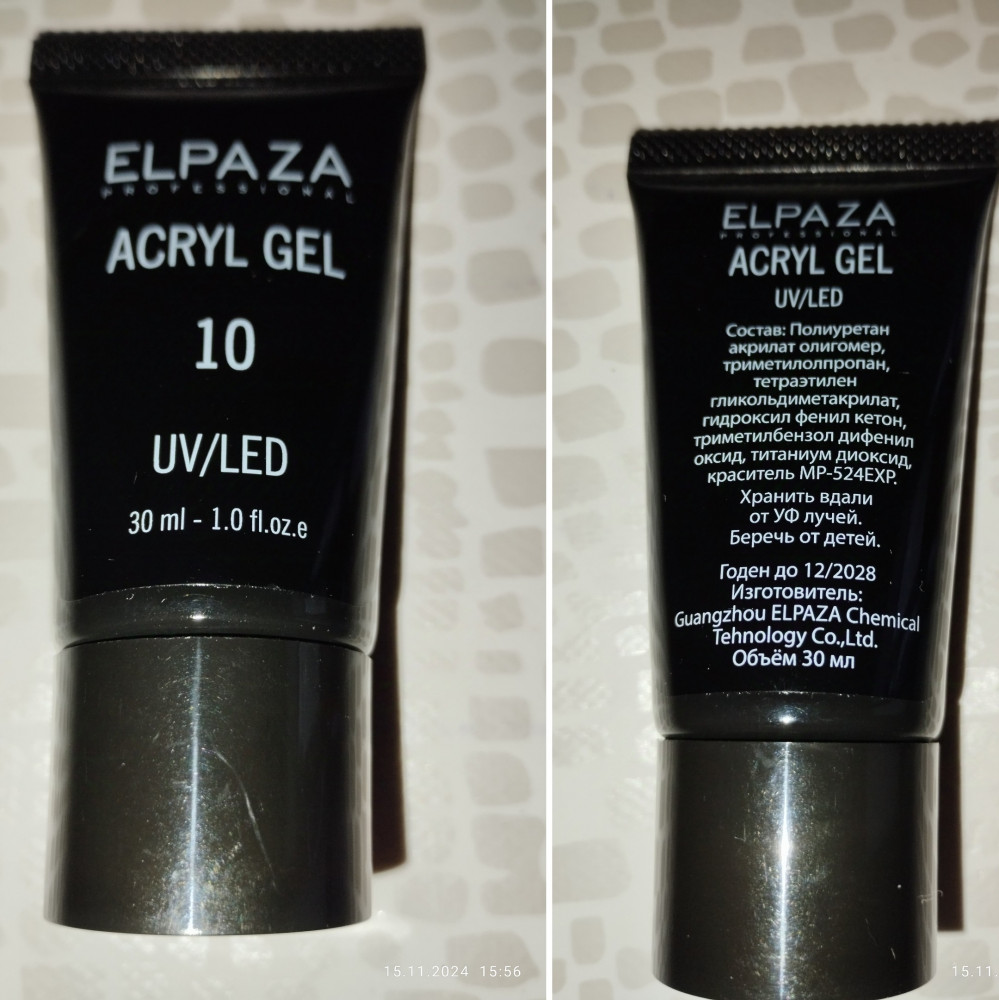 ELPAZA
PROFESSIONAL
ACRYL GEL
10
UV/LED
30 ml - 1.0 fl.oz.e
15.11.2024 15:56
ELPAZA
PROFESSIONAL
ACRYL GEL
UV/LED
Состав: Полиуретан
акрилат олигомер,
триметилолпропан,
тетраэтилен
гликольдиметакрилат,
гидроксил фенил кетон,
триметилбензол дифенил
оксид, титаниум диоксид,
краситель MP-524EXP.
Хранить вдали
от УФ лучей.
Беречь от детей.
Годен до 12/2028
Изготовитель:
Guangzhou ELPAZA Chemical
Tehnology Co.,Ltd.
Объём 30 мл
15.11.